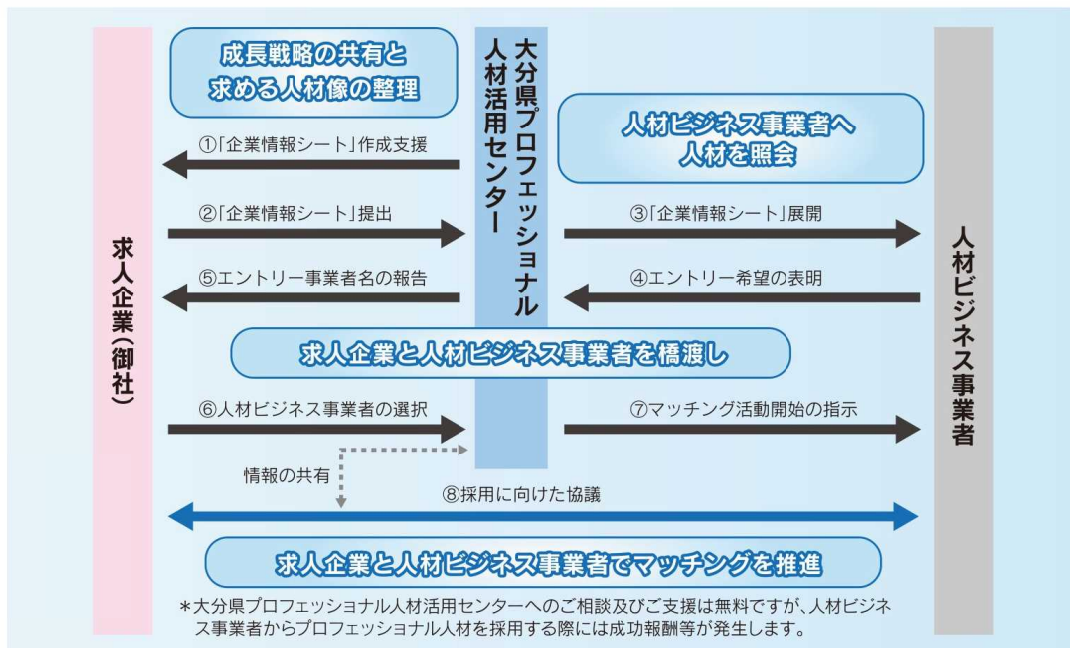 成長戦略の共有と
求める人材像の整理
大分県プロフェッショナル
人材活用センター
人材ビジネス事業者へ
人材を照会
①「企業情報シート」作成支援
②「企業情報シート」提出
③「企業情報シート」展開
求人企業(御社)
人材ビジネス事業者
⑤エントリー事業者名の報告
④エントリー希望の表明
求人企業と人材ビジネス事業者を橋渡し
⑥人材ビジネス事業者の選択
⑦マッチング活動開始の指示
情報の共有
⑧採用に向けた協議
求人企業と人材ビジネス事業者でマッチングを推進
＊大分県プロフェッショナル人材活用センターへのご相談及びご支援は無料ですが、人材ビジネ
ス事業者からプロフェッショナル人材を採用する際には成功報酬等が発生します。